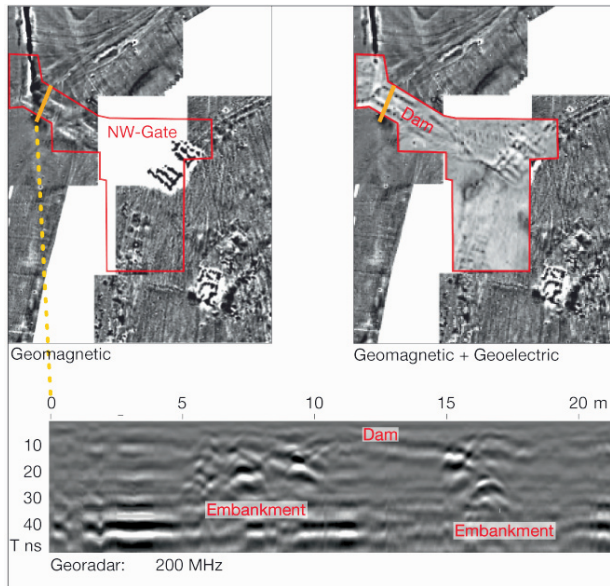 NW-Gate
Dam
Geomagnetic
Geomagnetic + Geoelectric
0 5 10 15 20 m
10
20
30
40
T ns
Dam
Embankment
Embankment
Georadar: 200 MHz